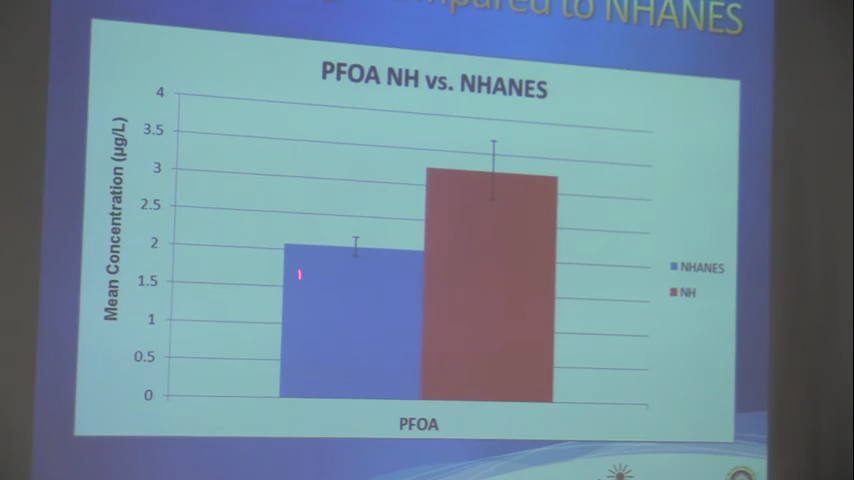 to NHANES
PFOA NH vs. NHANES
Mean Concentration (µg/L)
4
3.5
3
2.5
2
1.5
1
0.5
0
NHANES
NH
PFOA